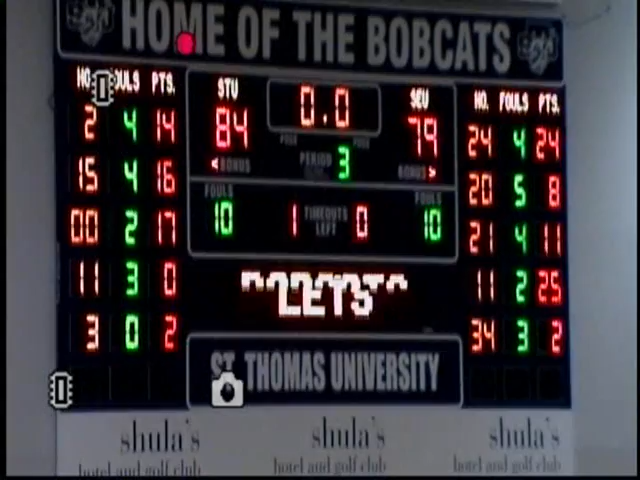 HOME OF THE BOBCATS
PTS. STU 0.0 SEU NO. FOULS PTS.
2 4 14 84 79 24 4 24
BONUS PERIOD 3 BONUS
15 4 16 20 5 8
FOULS FOULS
00 2 17 10 1 TIMEOUTS LEFT 0 10 21 4 11
11 3 0 11 2 25
3 0 2 34 3 2
ST. THOMAS UNIVERSITY
shula's shula's shula's
hotel and golf club hotel and golf club hotel and golf club